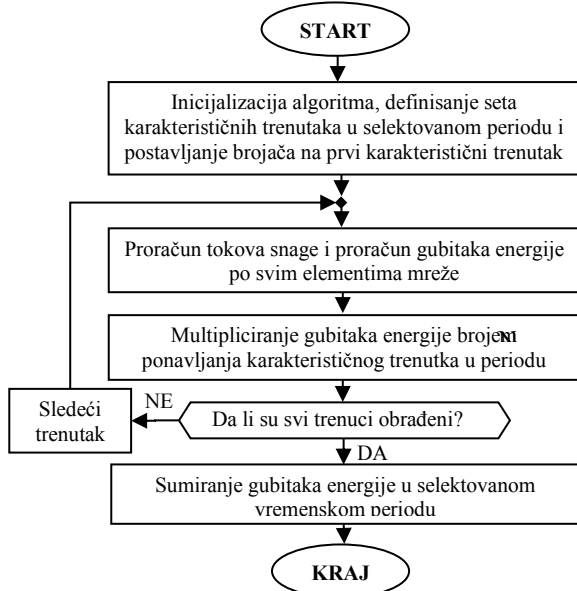 START
Inicijalizacija algoritma, definisanje seta
karakterističnih trenutaka u selektovanom periodu i
postavljanje brojača na prvi karakteristični trenutak
Proračun tokova snage i proračun gubitaka energije
po svim elementima mreže
Multipliciranje gubitaka energije brojem
ponavljanja karakterističnog trenutka u periodu
Da li su svi trenuci obrađeni?
NE
Sledeći
trenutak
DA
Sumiranje gubitaka energije u selektovanom
vremenskom periodu
KRAJ